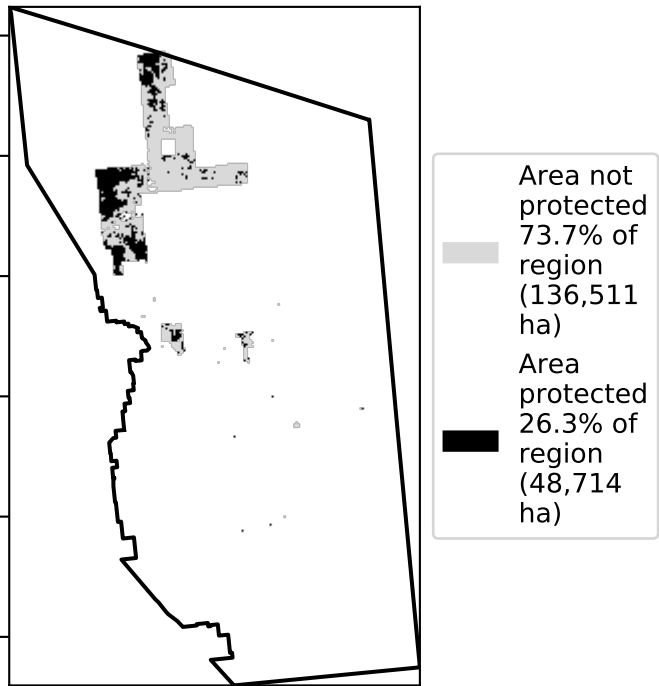 Area not
protected
73.7% of
region
(136,511
ha)
Area
protected
26.3% of
region
(48,714
ha)